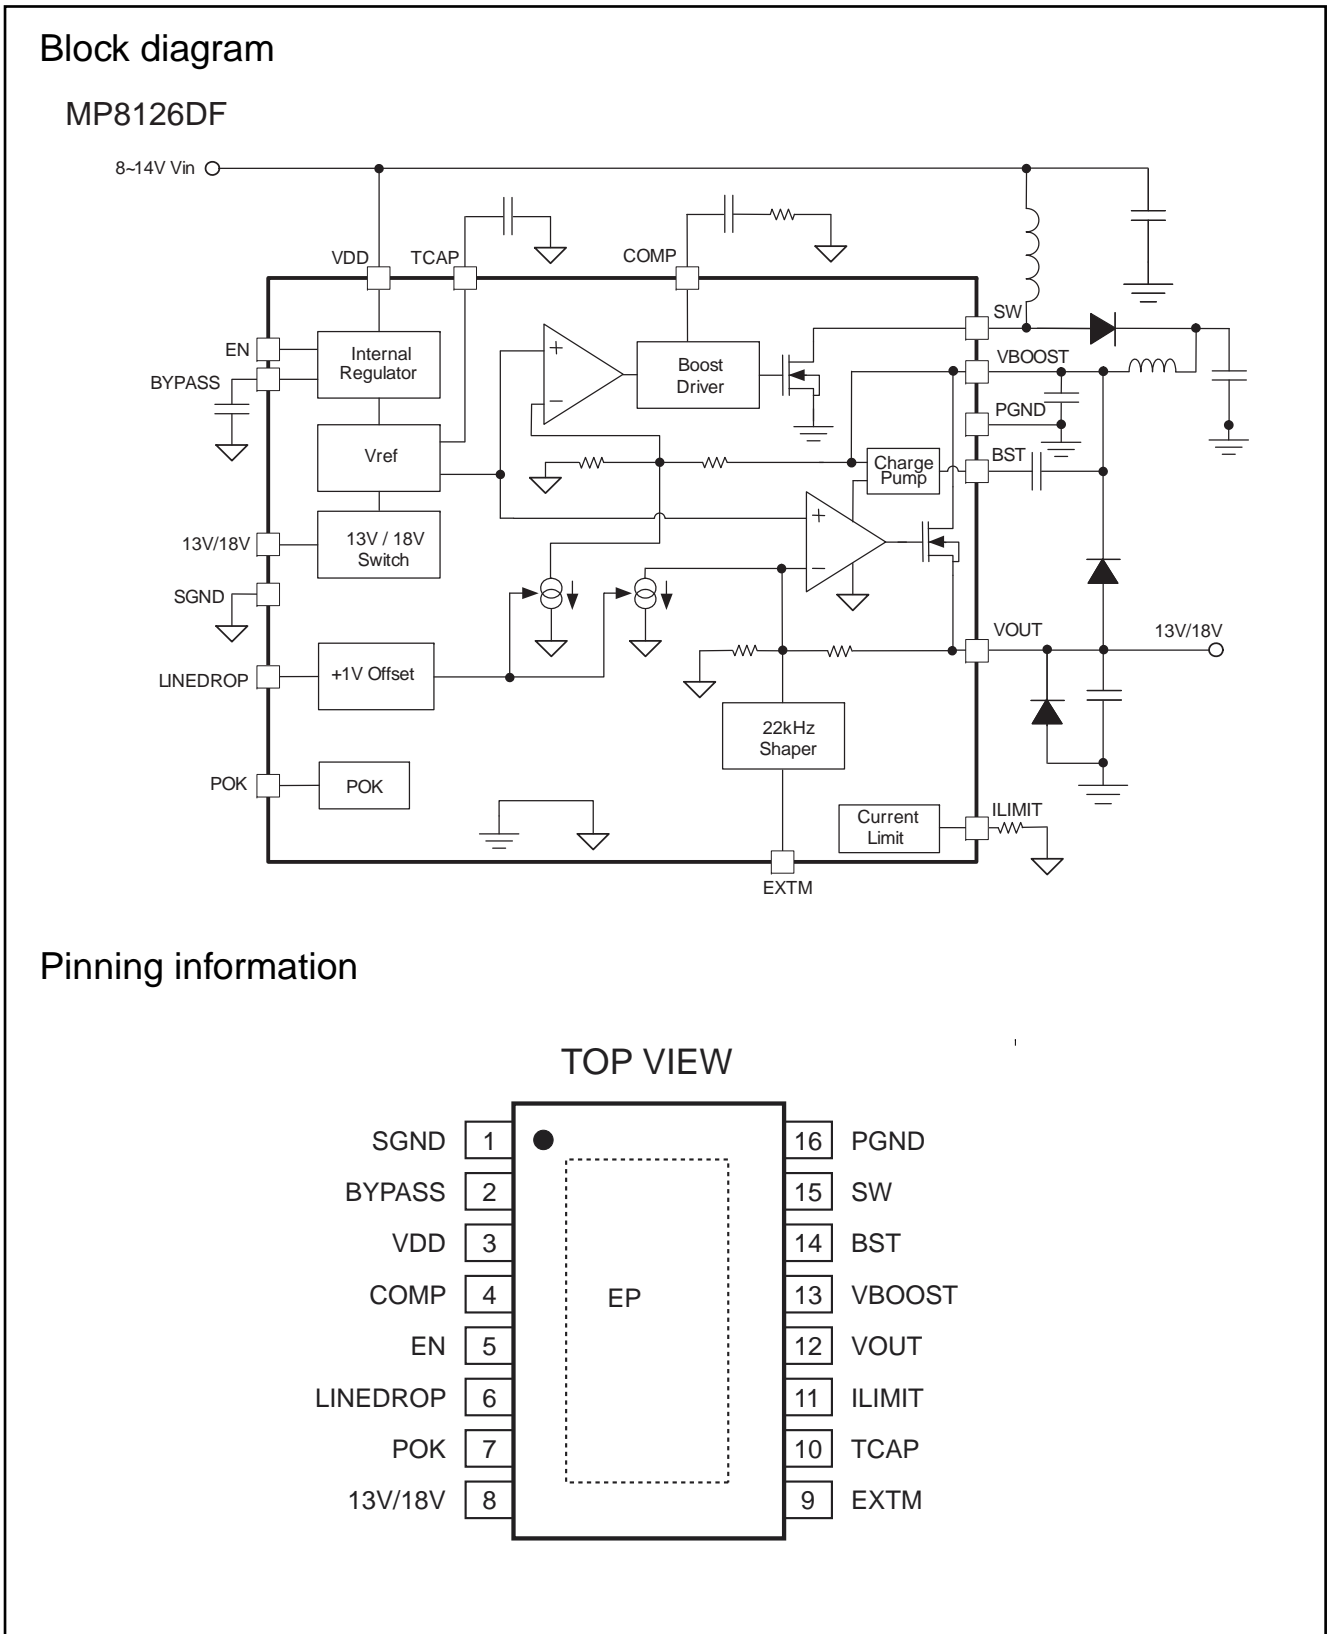 Block diagram
MP8126DF
8~14V Vin
VDD
TCAP
COMP
SW
EN
Internal
Regulator
BYPASS
+
−
Boost
Driver
VBOOST
PGND
Vref
Charge
Pump
BST
13V/18V
13V / 18V
Switch
+
−
SGND
VOUT
13V/18V
LINEDROP
+1V Offset
22kHz
Shaper
POK
POK
Current
Limit
ILIMIT
EXTM
Pinning information
TOP VIEW
SGND 1 16 PGND
BYPASS 2 15 SW
VDD 3 14 BST
COMP 4 EP 13 VBOOST
EN 5 12 VOUT
LINEDROP 6 11 ILIMIT
POK 7 10 TCAP
13V/18V 8 9 EXTM